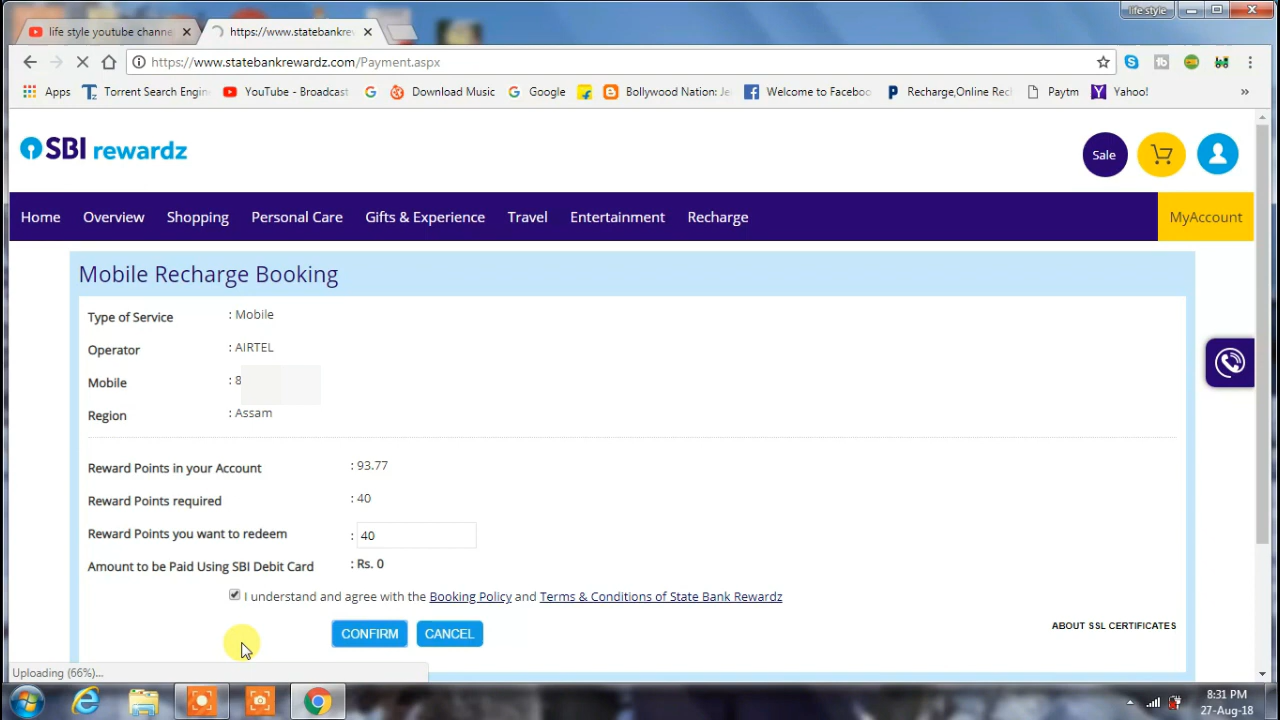 life style
life style youtube channe
https://www.statebankrew
https://www.statebankrewardz.com/Payment.aspx
Apps
Torrent Search Engin
YouTube - Broadcast
Download Music
Google
Bollywood Nation: Je
Welcome to Faceboo
Recharge,Online Rec
Paytm
Yahoo!
»
SBI rewardz
Sale
Home Overview Shopping Personal Care Gifts & Experience Travel Entertainment Recharge MyAccount
Mobile Recharge Booking
Type of Service : Mobile
Operator : AIRTEL
Mobile : 8
Region : Assam
Reward Points in your Account : 93.77
Reward Points required : 40
Reward Points you want to redeem : 40
Amount to be Paid Using SBI Debit Card : Rs. 0
I understand and agree with the Booking Policy and Terms & Conditions of State Bank Rewardz
CONFIRM CANCEL
ABOUT SSL CERTIFICATES
Uploading (66%)...
8:31 PM
27-Aug-18